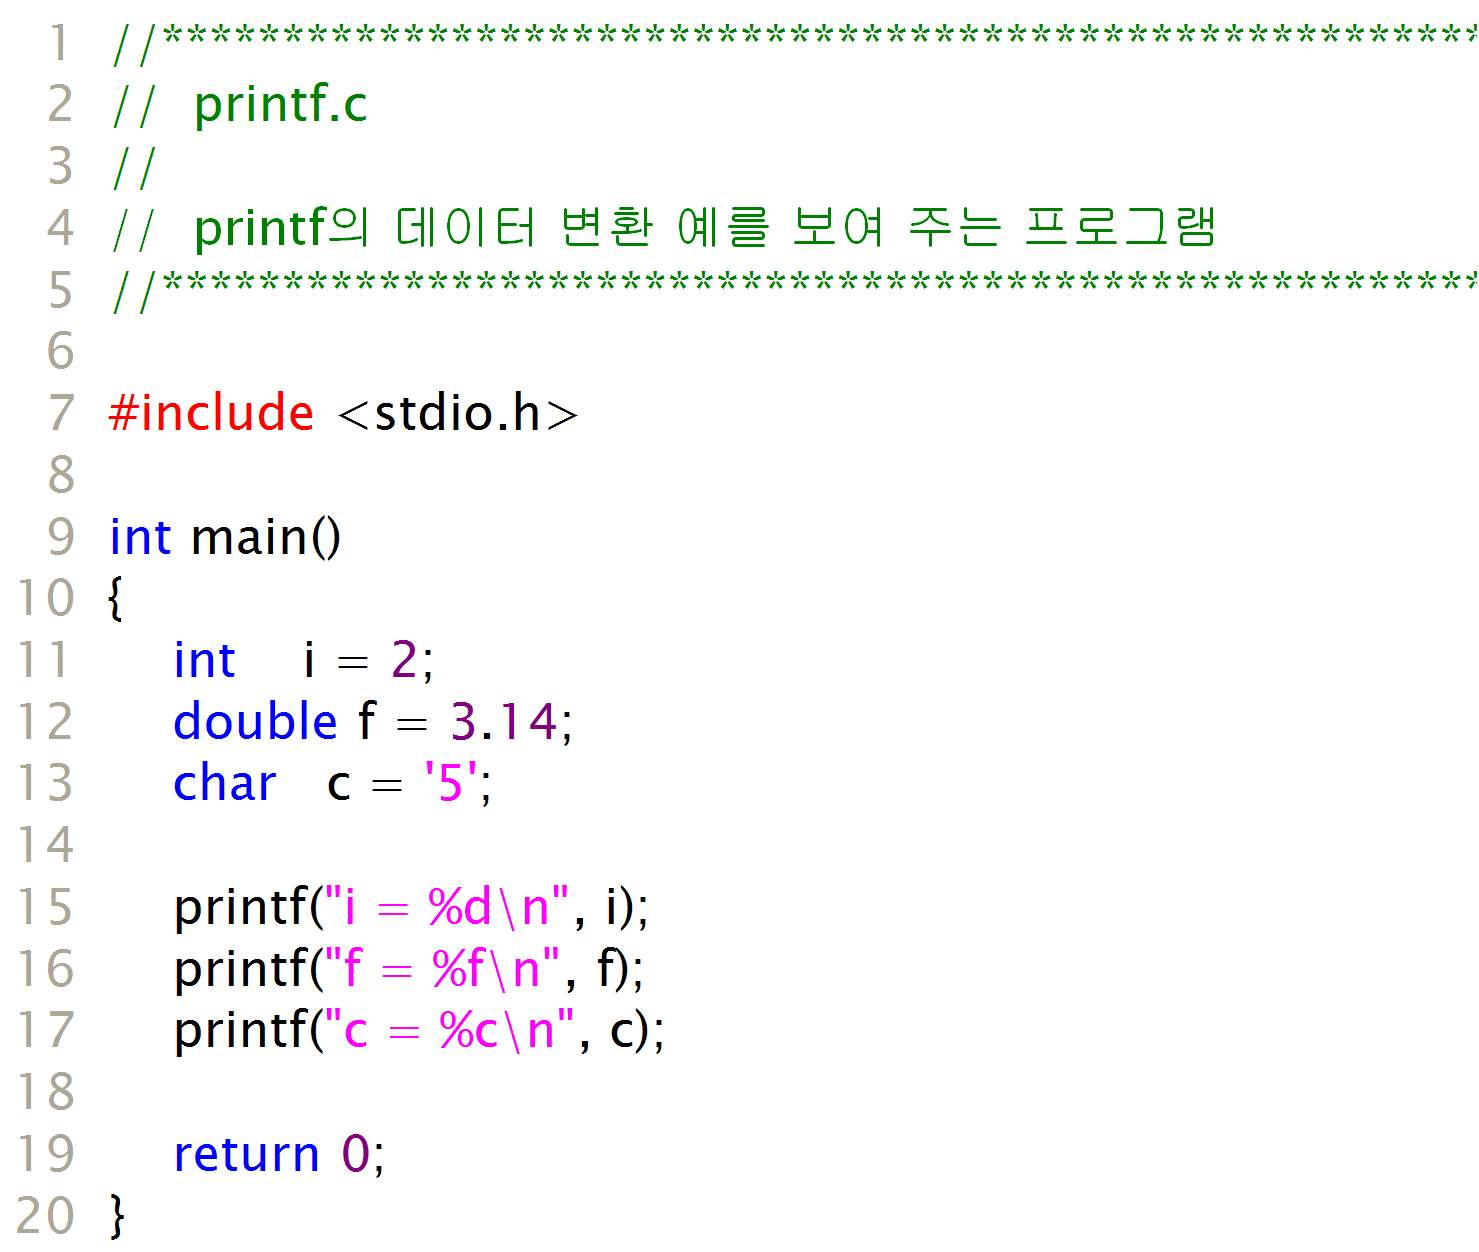 1 //*******************************************************
2 // printf.c
3 //
4 // printf의 데이터 변환 예를 보여 주는 프로그램
5 //*******************************************************
6
7 #include <stdio.h>
8
9 int main()
10 {
11 int i = 2;
12 double f = 3.14;
13 char c = '5';
14
15 printf("i = %d\n", i);
16 printf("f = %f\n", f);
17 printf("c = %c\n", c);
18
19 return 0;
20 }